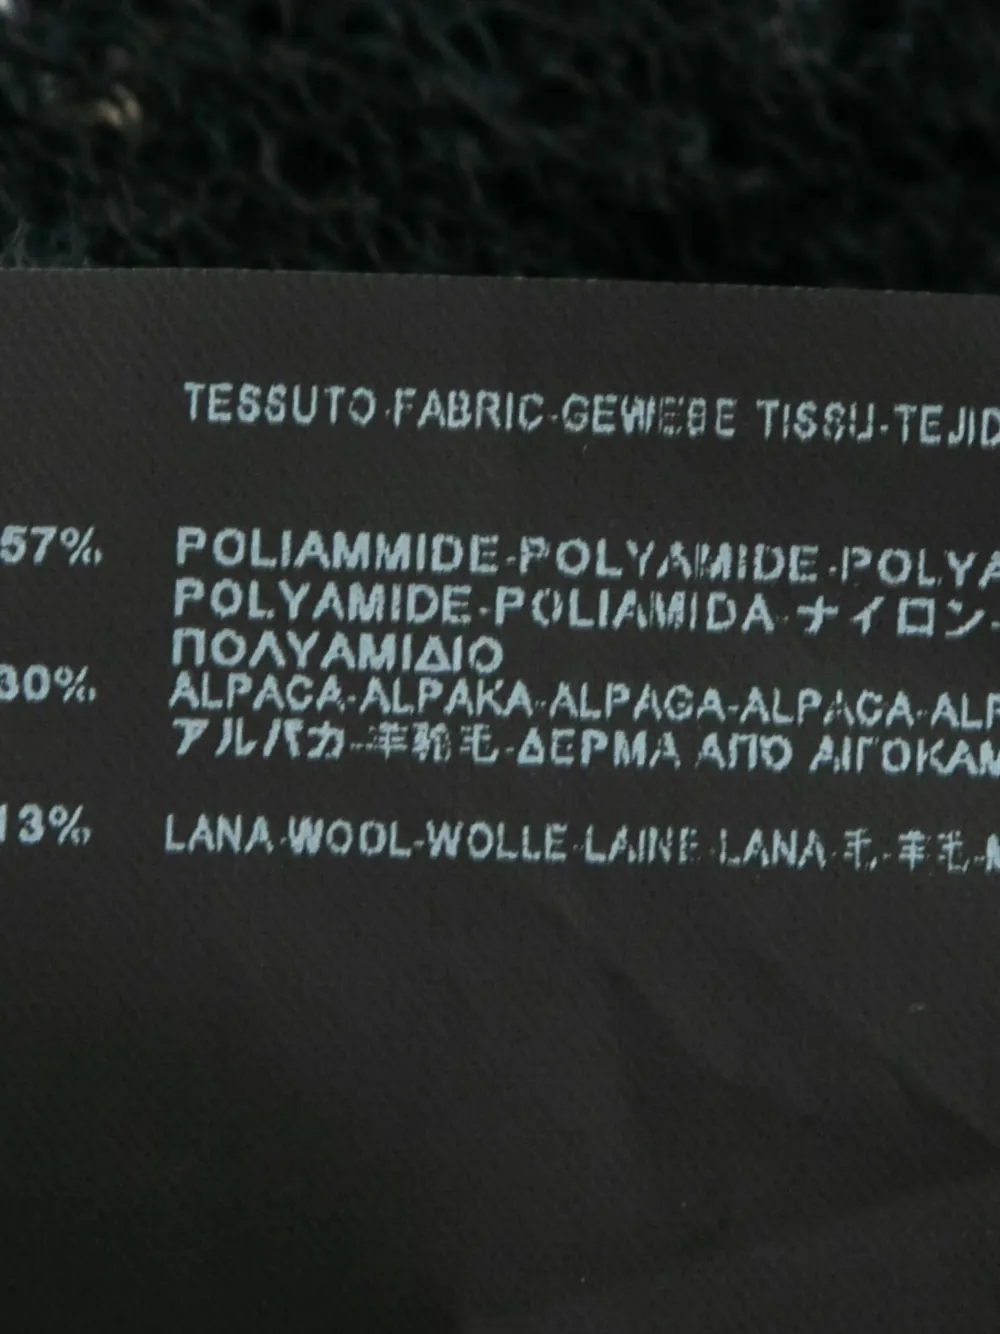 TESSUTO-FABRIC-GEWEBE TISSU-TEJID
57% POLIAMMIDE-POLYAMIDE-POLYA
POLYAMIDE-POLIAMIDA-ナイロン-
ΠΟΛΥΑΜΙΔΙΟ
30% ALPACA-ALPAKA-ALPAGA-ALPACA-ALP
アルパカ-羊驼毛-ΔΕΡΜΑ ΑΠΟ ΑΙΓΟΚΑΜ
13% LANA-WOOL-WOLLE-LAINE-LANA-毛-羊毛-Μ